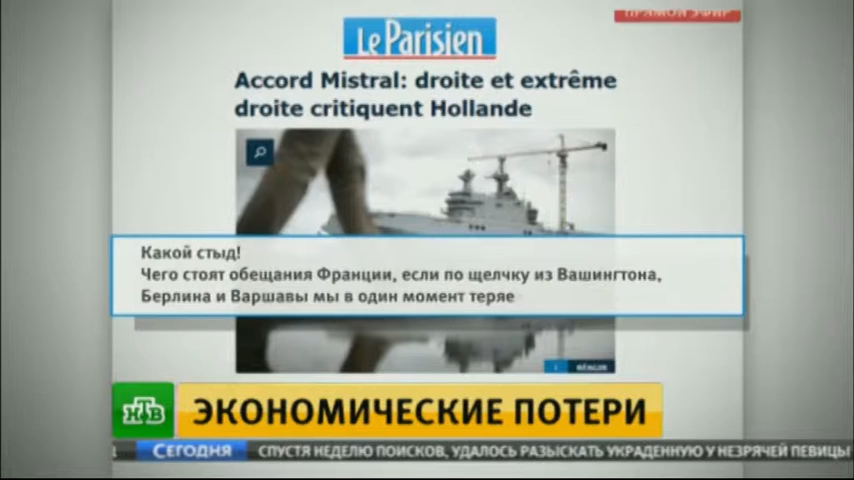 ПРЯМОЙ ЭФИР
Le Parisien
Accord Mistral: droite et extrême
droite critiquent Hollande
Какой стыд!
Чего стоят обещания Франции, если по щелчку из Вашингтона,
Берлина и Варшавы мы в один момент теряе
НТВ
ЭКОНОМИЧЕСКИЕ ПОТЕРИ
СЕГОДНЯ
СПУСТЯ НЕДЕЛЮ ПОИСКОВ, УДАЛОСЬ РАЗЫСКАТЬ УКРАДЕННУЮ У НЕЗРЯЧЕЙ ПЕВИЦЫ